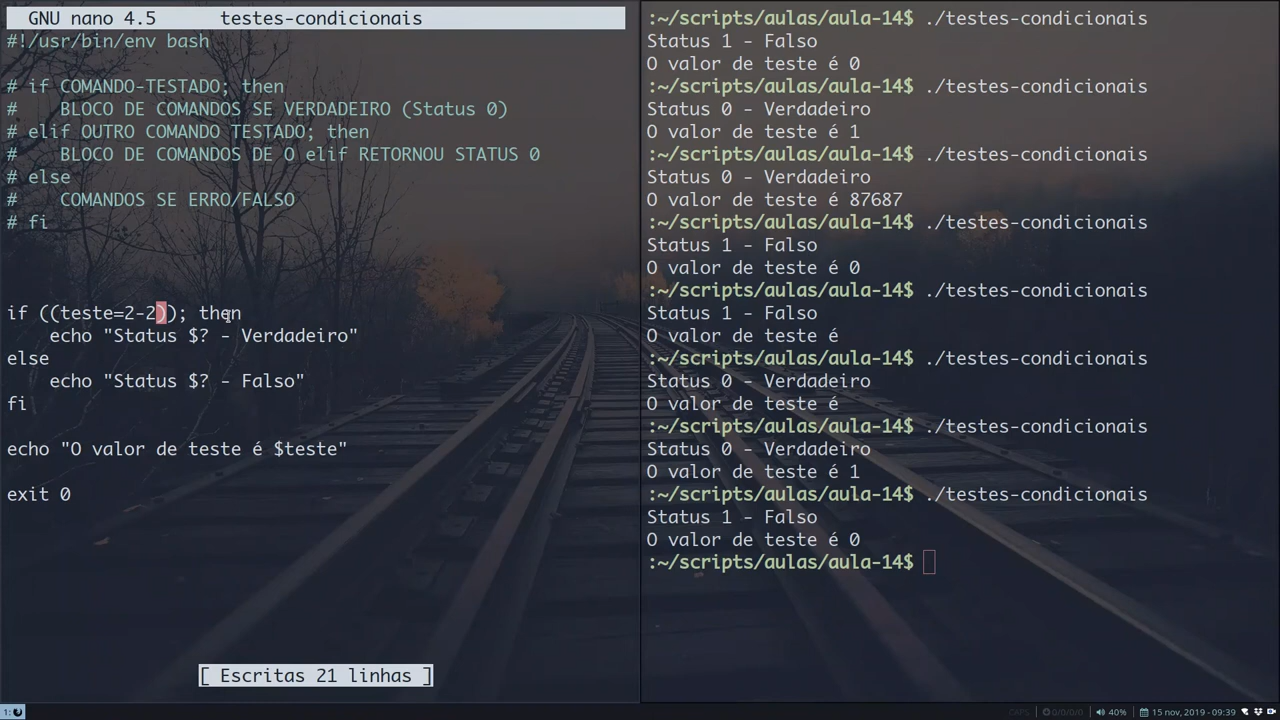 GNU nano 4.5 testes-condicionais
#!/usr/bin/env bash
# if COMANDO-TESTADO; then
# BLOCO DE COMANDOS SE VERDADEIRO (Status 0)
# elif OUTRO COMANDO TESTADO; then
# BLOCO DE COMANDOS DE O elif RETORNOU STATUS 0
# else
# COMANDOS SE ERRO/FALSO
# fi
if ((teste=2-2)); then
echo "Status $? - Verdadeiro"
else
echo "Status $? - Falso"
fi
echo "O valor de teste é $teste"
exit 0
[ Escritas 21 linhas ]
:~/scripts/aulas/aula-14$ ./testes-condicionais
Status 1 - Falso
O valor de teste é 0
:~/scripts/aulas/aula-14$ ./testes-condicionais
Status 0 - Verdadeiro
O valor de teste é 1
:~/scripts/aulas/aula-14$ ./testes-condicionais
Status 0 - Verdadeiro
O valor de teste é 87687
:~/scripts/aulas/aula-14$ ./testes-condicionais
Status 1 - Falso
O valor de teste é 0
:~/scripts/aulas/aula-14$ ./testes-condicionais
Status 1 - Falso
O valor de teste é
:~/scripts/aulas/aula-14$ ./testes-condicionais
Status 0 - Verdadeiro
O valor de teste é
:~/scripts/aulas/aula-14$ ./testes-condicionais
Status 0 - Verdadeiro
O valor de teste é 1
:~/scripts/aulas/aula-14$ ./testes-condicionais
Status 1 - Falso
O valor de teste é 0
:~/scripts/aulas/aula-14$
1: CAPS 0/0/0/0 40% 15 nov, 2019 - 09:39